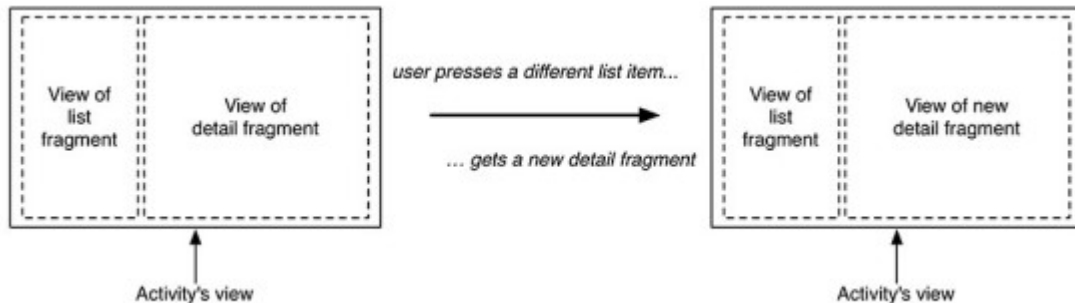 View of
list
fragment
View of
detail fragment
user presses a different list item...
... gets a new detail fragment
View of
list
fragment
View of new
detail fragment
Activity's view
Activity's view